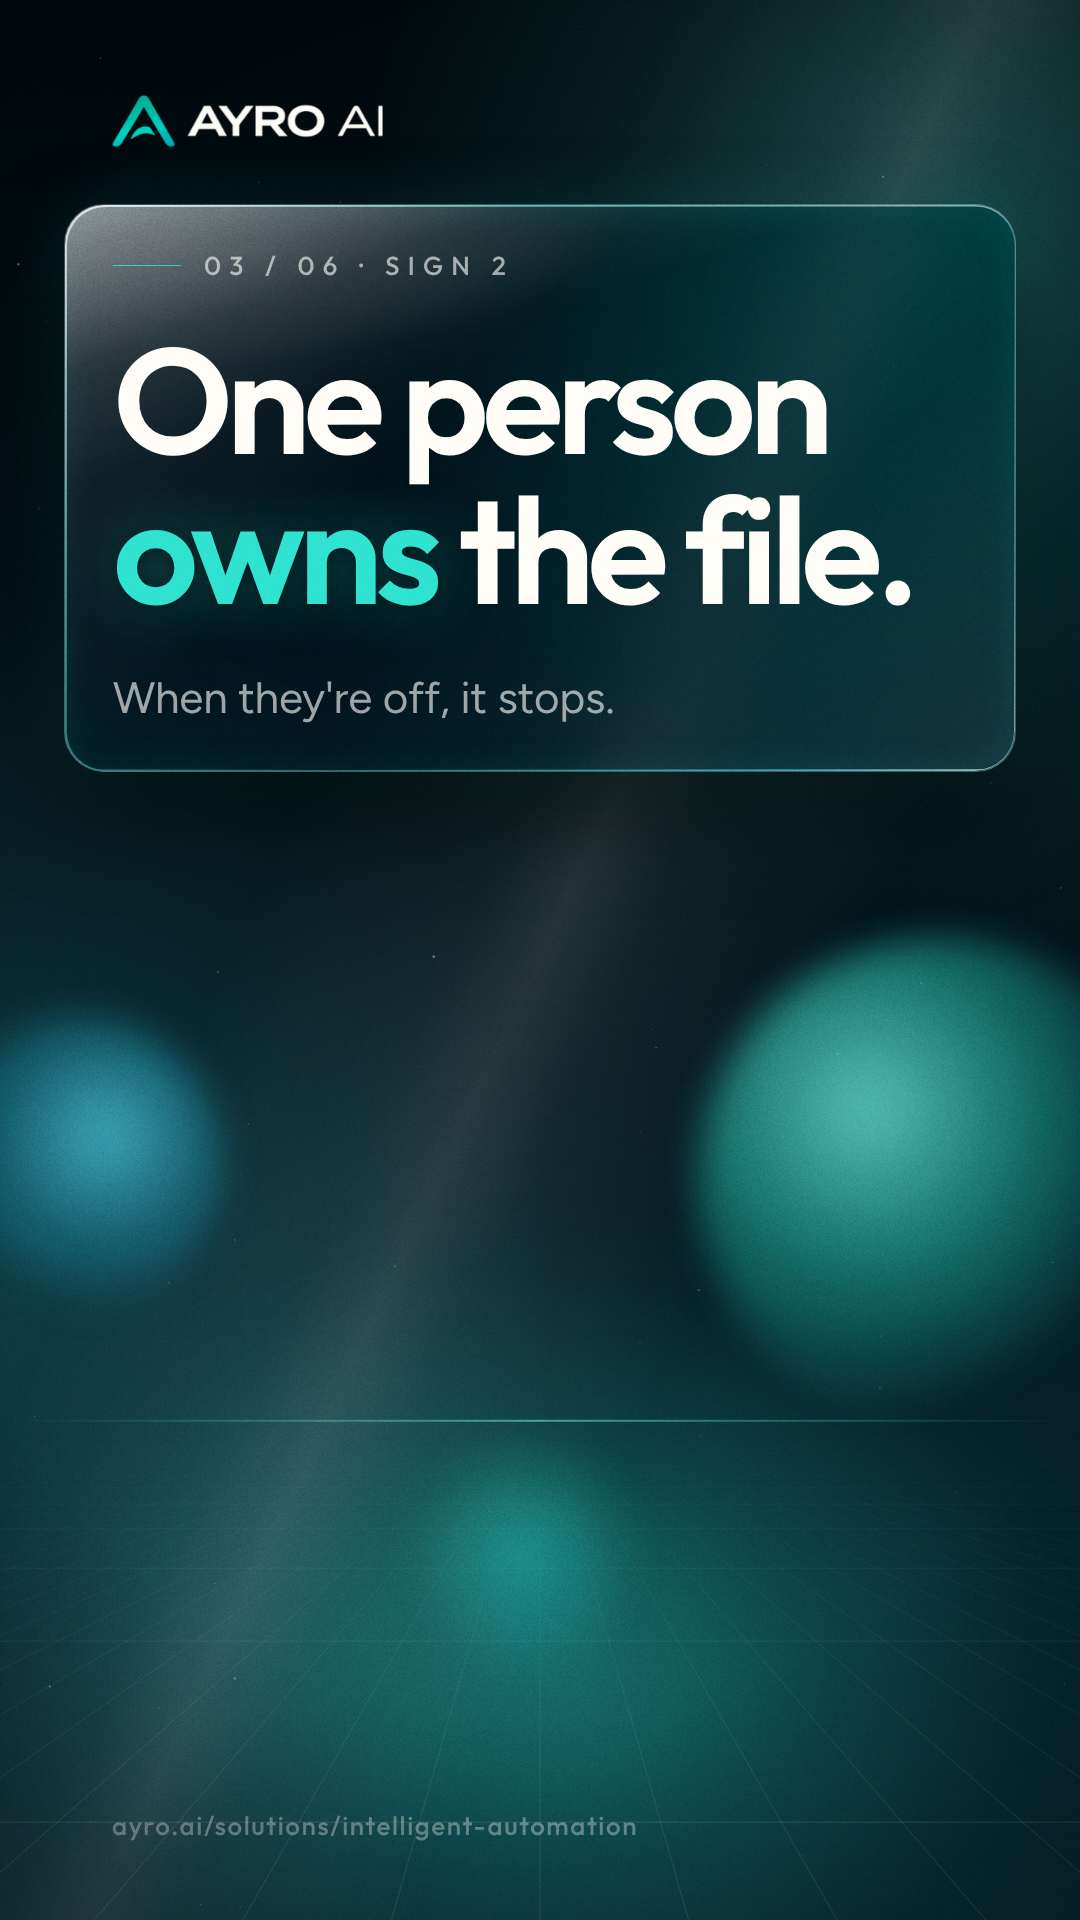 AYRO AI
03 / 06 · SIGN 2
One person
owns the file.
When they're off, it stops.
ayro.ai/solutions/intelligent-automation